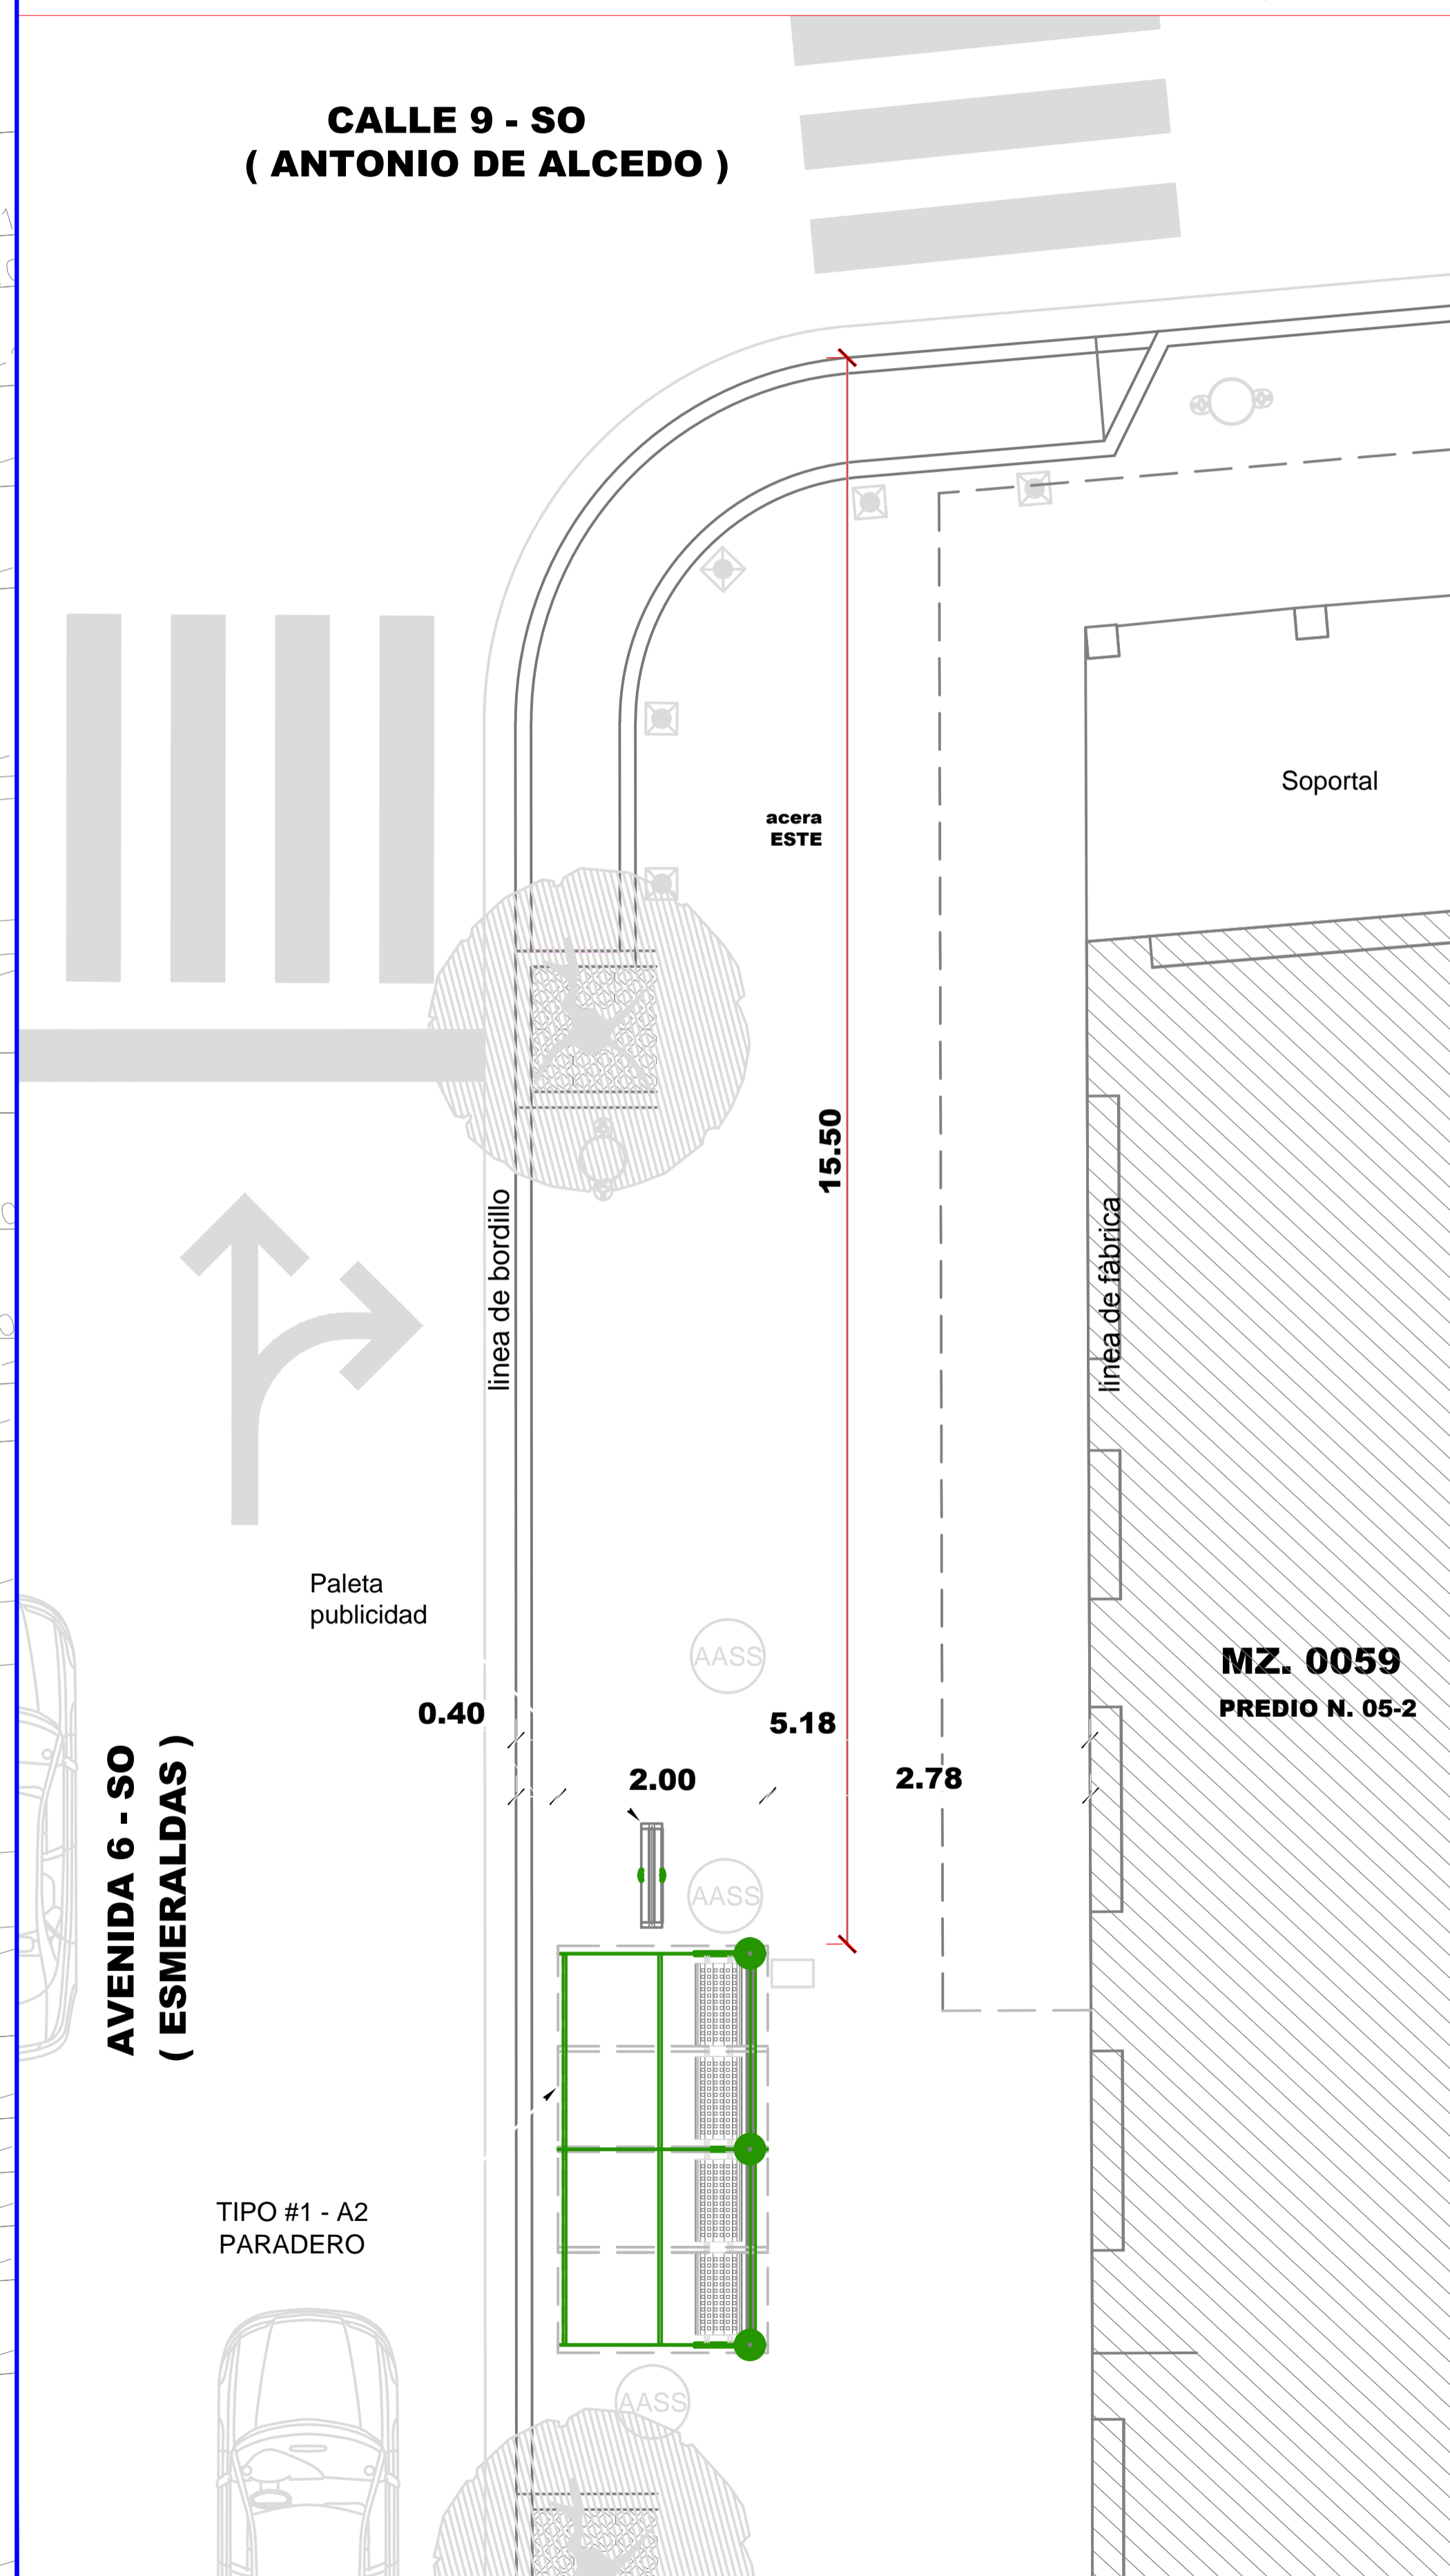 CALLE 9 - SO
( ANTONIO DE ALCEDO )
Soportal
acera
ESTE
15.50
linea de bordillo
linea de fàbrica
Paleta
publicidad
AASS
MZ. 0059
PREDIO N. 05-2
0.40
5.18
2.00
2.78
AVENIDA 6 - SO
( ESMERALDAS )
AASS
TIPO #1 - A2
PARADERO
AASS